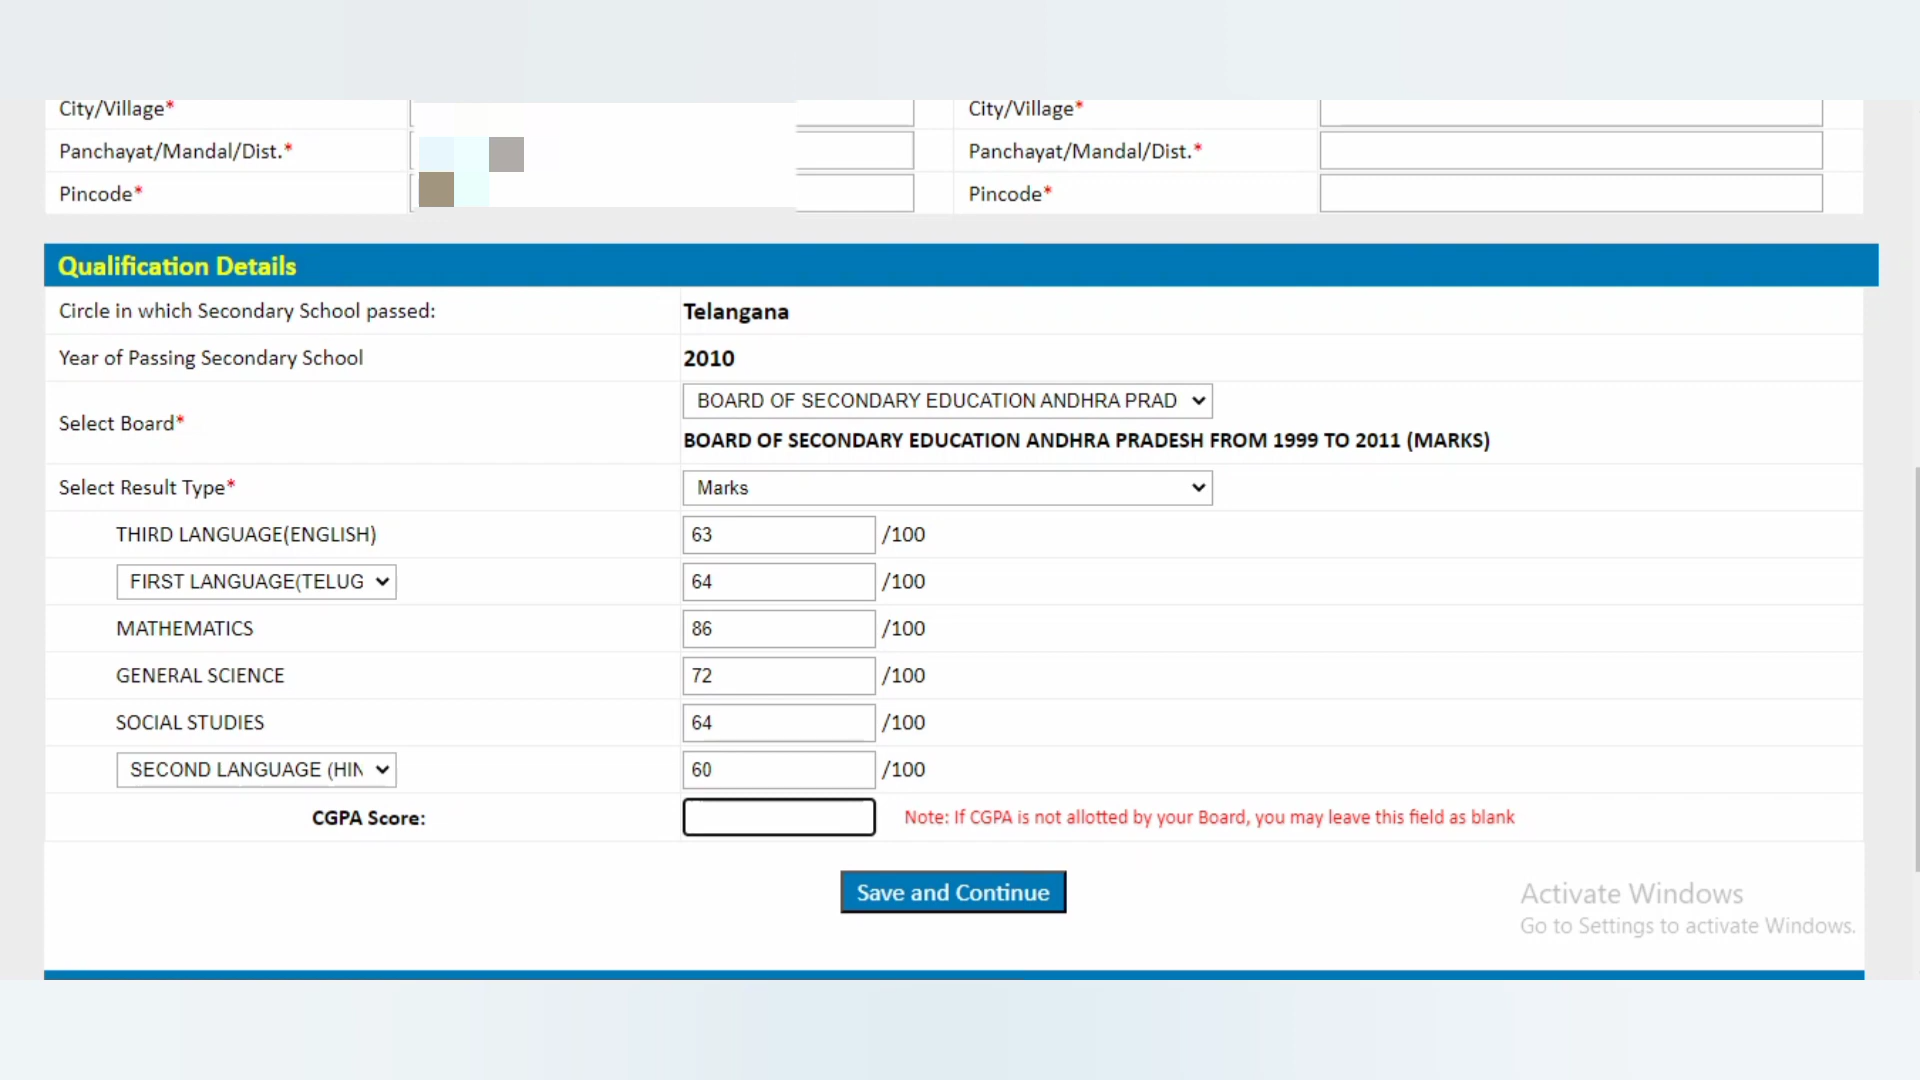 City/Village* City/Village*
Panchayat/Mandal/Dist.* Panchayat/Mandal/Dist.*
Pincode* Pincode*
Qualification Details
Circle in which Secondary School passed: Telangana
Year of Passing Secondary School 2010
BOARD OF SECONDARY EDUCATION ANDHRA PRAD
Select Board*
BOARD OF SECONDARY EDUCATION ANDHRA PRADESH FROM 1999 TO 2011 (MARKS)
Select Result Type* Marks
THIRD LANGUAGE(ENGLISH) 63 /100
FIRST LANGUAGE(TELUG 64 /100
MATHEMATICS 86 /100
GENERAL SCIENCE 72 /100
SOCIAL STUDIES 64 /100
SECOND LANGUAGE (HIN 60 /100
CGPA Score: Note: If CGPA is not allotted by your Board, you may leave this field as blank
Save and Continue
Activate Windows
Go to Settings to activate Windows.